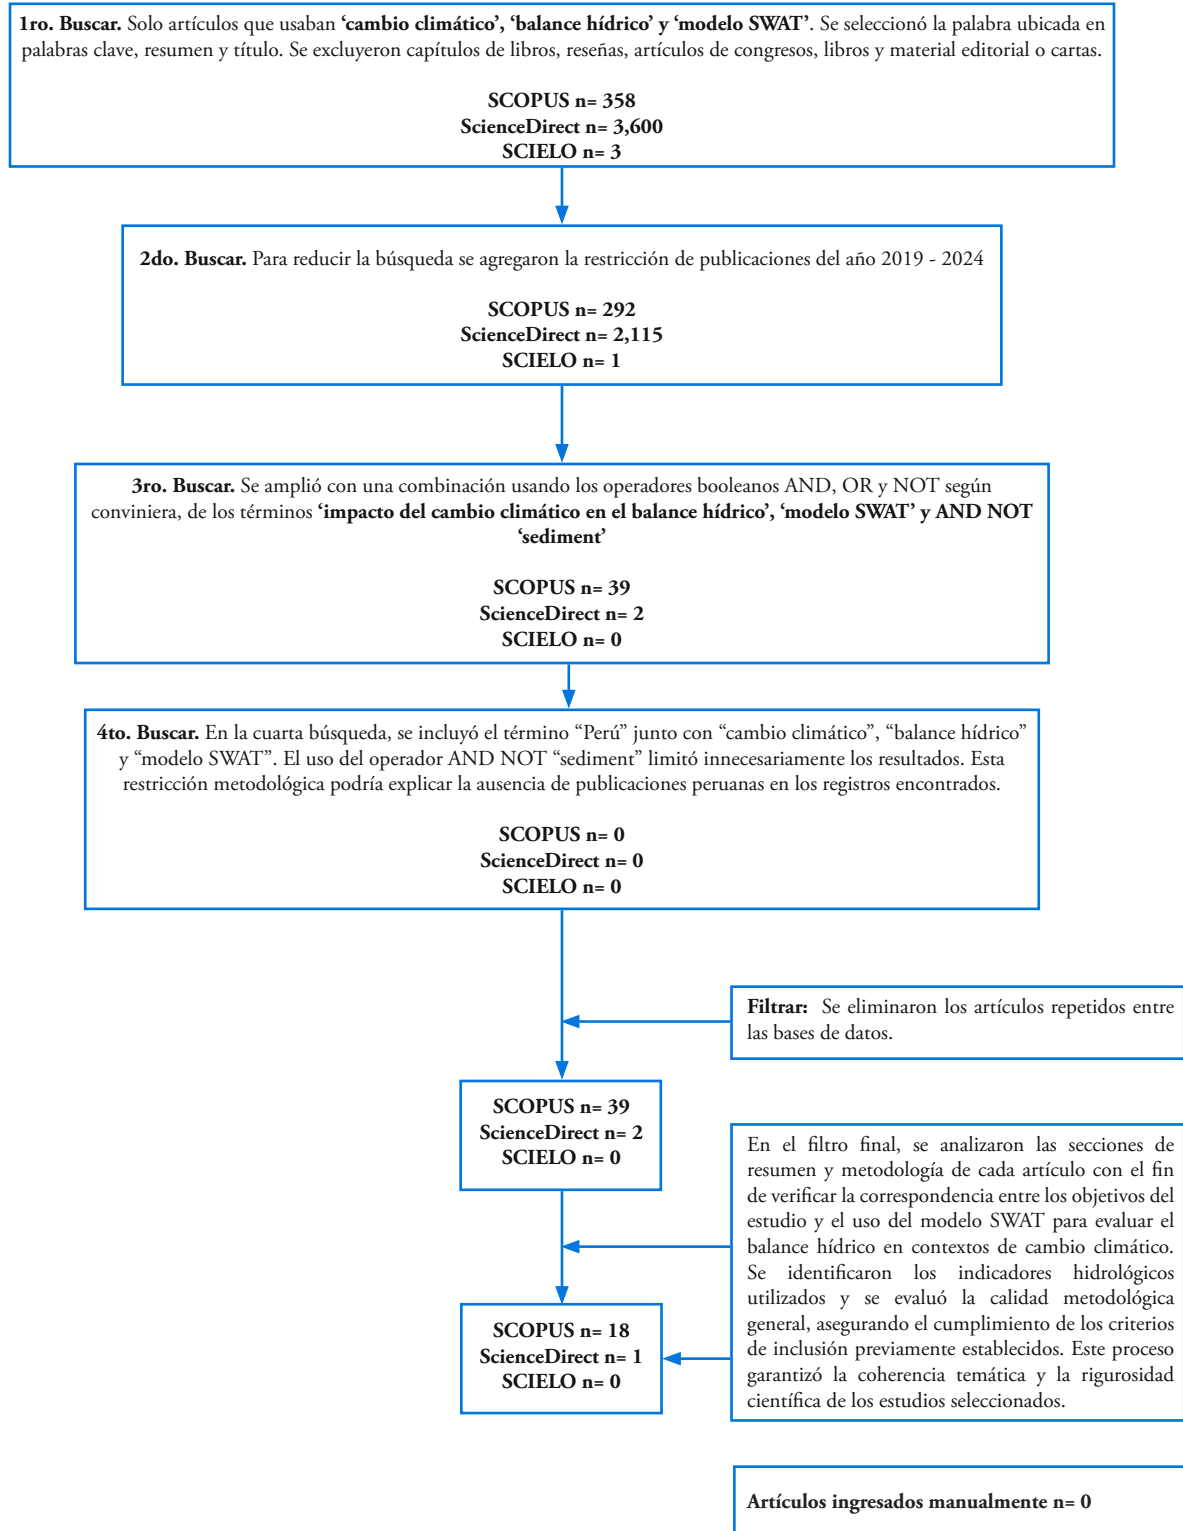 1ro. Buscar. Solo artículos que usaban ‘cambio climático’, ‘balance hídrico’ y ‘modelo SWAT’. Se seleccionó la palabra ubicada en
palabras clave, resumen y título. Se excluyeron capítulos de libros, reseñas, artículos de congresos, libros y material editorial o cartas.
SCOPUS n= 358
ScienceDirect n= 3,600
SCIELO n= 3
2do. Buscar. Para reducir la búsqueda se agregaron la restricción de publicaciones del año 2019 - 2024
SCOPUS n= 292
ScienceDirect n= 2,115
SCIELO n= 1
3ro. Buscar. Se amplió con una combinación usando los operadores booleanos AND, OR y NOT según
conviniera, de los términos ‘impacto del cambio climático en el balance hídrico’, ‘modelo SWAT’ y AND NOT
‘sediment’
SCOPUS n= 39
ScienceDirect n= 2
SCIELO n= 0
4to. Buscar. En la cuarta búsqueda, se incluyó el término “Perú” junto con “cambio climático”, “balance hídrico”
y “modelo SWAT”. El uso del operador AND NOT “sediment” limitó innecesariamente los resultados. Esta
restricción metodológica podría explicar la ausencia de publicaciones peruanas en los registros encontrados.
SCOPUS n= 0
ScienceDirect n= 0
SCIELO n= 0
Filtrar: Se eliminaron los artículos repetidos entre
las bases de datos.
SCOPUS n= 39
ScienceDirect n= 2
SCIELO n= 0
En el filtro final, se analizaron las secciones de
resumen y metodología de cada artículo con el fin
de verificar la correspondencia entre los objetivos del
estudio y el uso del modelo SWAT para evaluar el
balance hídrico en contextos de cambio climático.
Se identificaron los indicadores hidrológicos
utilizados y se evaluó la calidad metodológica
general, asegurando el cumplimiento de los criterios
de inclusión previamente establecidos. Este proceso
garantizó la coherencia temática y la rigurosidad
científica de los estudios seleccionados.
SCOPUS n= 18
ScienceDirect n= 1
SCIELO n= 0
Artículos ingresados manualmente n= 0